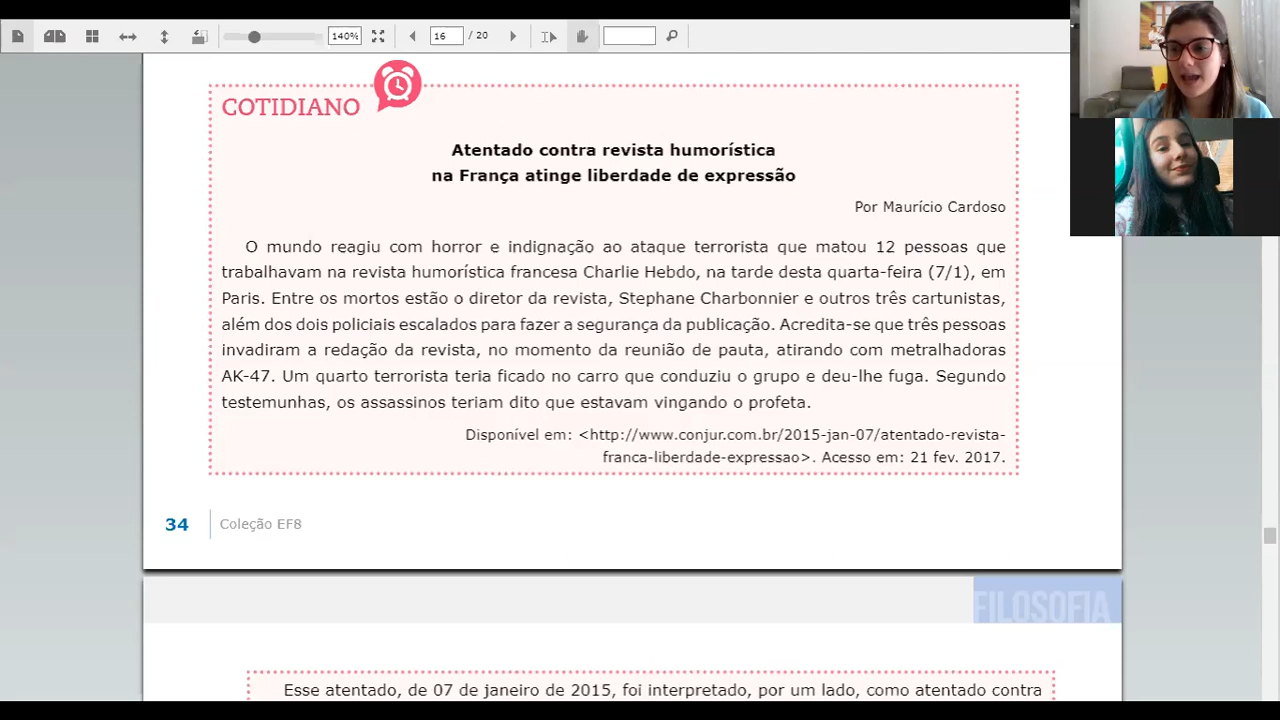 140%
16 / 20
COTIDIANO
Atentado contra revista humorística
na França atinge liberdade de expressão
Por Maurício Cardoso
O mundo reagiu com horror e indignação ao ataque terrorista que matou 12 pessoas que
trabalhavam na revista humorística francesa Charlie Hebdo, na tarde desta quarta-feira (7/1), em
Paris. Entre os mortos estão o diretor da revista, Stephane Charbonnier e outros três cartunistas,
além dos dois policiais escalados para fazer a segurança da publicação. Acredita-se que três pessoas
invadiram a redação da revista, no momento da reunião de pauta, atirando com metralhadoras
AK-47. Um quarto terrorista teria ficado no carro que conduziu o grupo e deu-lhe fuga. Segundo
testemunhas, os assassinos teriam dito que estavam vingando o profeta.
Disponível em: <http://www.conjur.com.br/2015-jan-07/atentado-revista-
franca-liberdade-expressao>. Acesso em: 21 fev. 2017.
34 Coleção EF8
FILOSOFIA
Esse atentado, de 07 de janeiro de 2015, foi interpretado, por um lado, como atentado contra